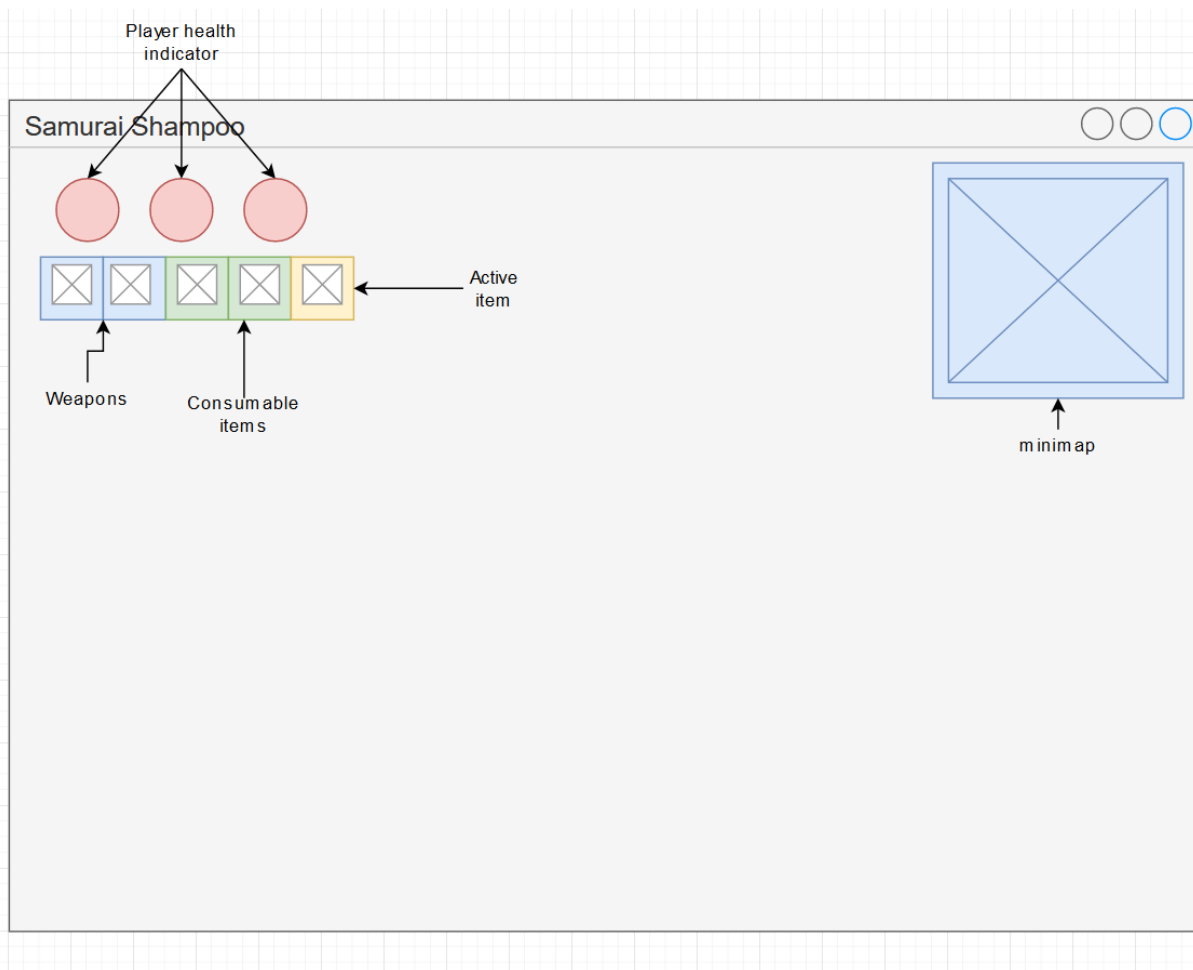 Player health
indicator
Samurai Shampoo
Active
item
Weapons
Consumable
items
minimap